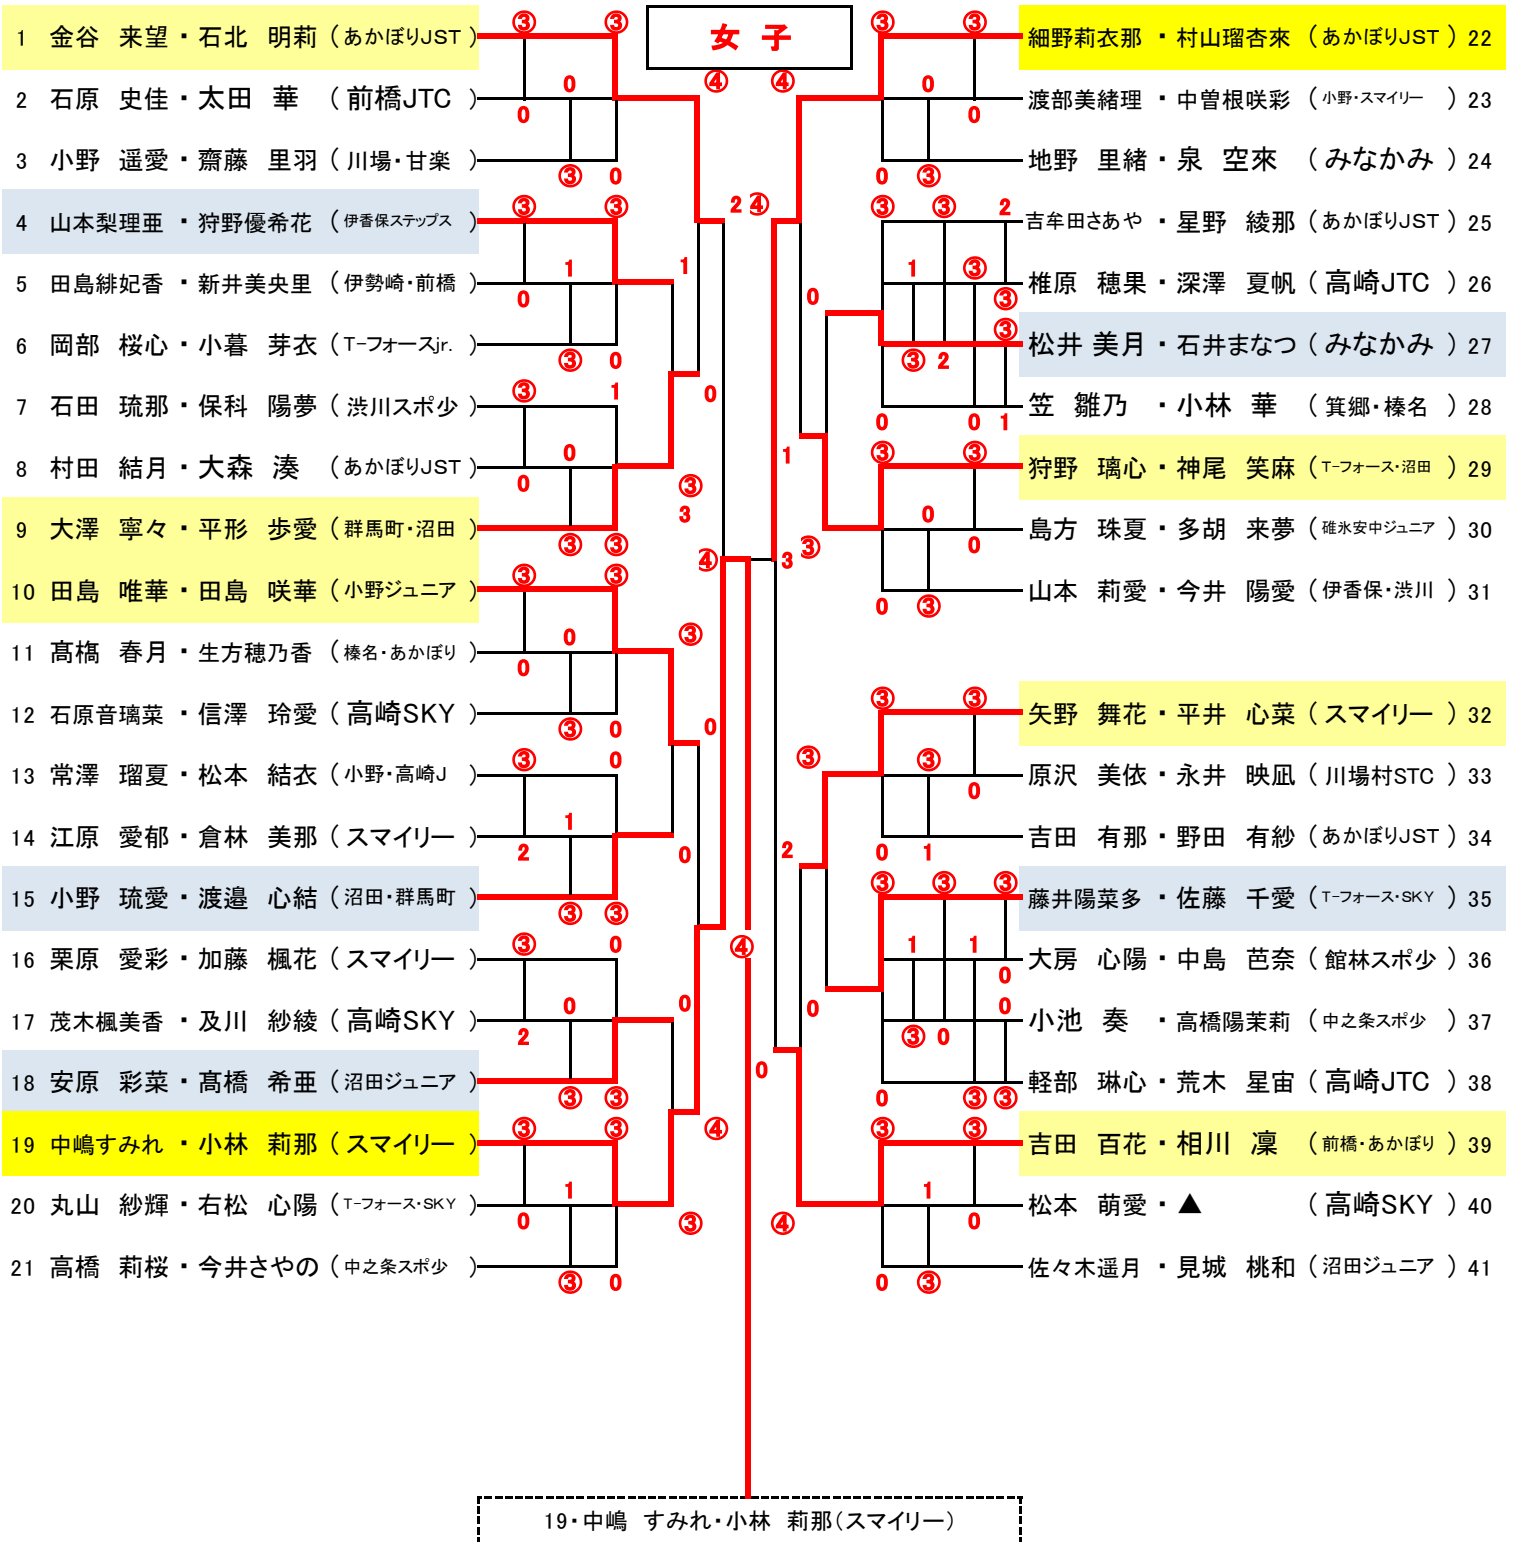 女 子
1 金谷 来望・石北 明莉(あかぼりJST)
2 石原 史佳・太田 華(前橋JTC)
3 小野 遥愛・齋藤 里羽(川場・甘楽)
4 山本梨理亜・狩野優希花(伊香保ステップス)
5 田島緋妃香・新井美央里(伊勢崎・前橋)
6 岡部 桜心・小暮 芽衣(T-フォースjr.)
7 石田 琉那・保科 陽夢(渋川スポ少)
8 村田 結月・大森 湊(あかぼりJST)
9 大澤 寧々・平形 歩愛(群馬町・沼田)
10 田島 唯華・田島 咲華(小野ジュニア)
11 髙槗 春月・生方穂乃香(榛名・あかぼり)
12 石原音璃菜・信澤 玲愛(高崎SKY)
13 常澤 瑠夏・松本 結衣(小野・高崎J)
14 江原 愛郁・倉林 美那(スマイリー)
15 小野 琉愛・渡邉 心結(沼田・群馬町)
16 栗原 愛彩・加藤 楓花(スマイリー)
17 茂木楓美香・及川 紗綾(高崎SKY)
18 安原 彩菜・髙橋 希亜(沼田ジュニア)
19 中嶋すみれ・小林 莉那(スマイリー)
20 丸山 紗輝・右松 心陽(T-フォース・SKY)
21 高橋 莉桜・今井さやの(中之条スポ少)
細野莉衣那・村山瑠杏來(あかぼりJST)22
渡部美緒理・中曽根咲彩(小野・スマイリー)23
地野 里緒・泉 空來(みなかみ)24
吉牟田さあや・星野 綾那(あかぼりJST)25
椎原 穂果・深澤 夏帆(高崎JTC)26
松井 美月・石井まなつ(みなかみ)27
笠 雛乃・小林 華(箕郷・榛名)28
狩野 璃心・神尾 笑麻(T-フォース・沼田)29
島方 珠夏・多胡 来夢(碓氷安中ジュニア)30
山本 莉愛・今井 陽愛(伊香保・渋川)31
矢野 舞花・平井 心菜(スマイリー)32
原沢 美依・永井 映凪(川場村STC)33
吉田 有那・野田 有紗(あかぼりJST)34
藤井陽菜多・佐藤 千愛(T-フォース・SKY)35
大房 心陽・中島 芭奈(館林スポ少)36
小池 奏・高橋陽茉莉(中之条スポ少)37
軽部 琳心・荒木 星宙(高崎JTC)38
吉田 百花・相川 凜(前橋・あかぼり)39
松本 萌愛・▲(高崎SKY)40
佐々木遥月・見城 桃和(沼田ジュニア)41
19・中嶋 すみれ・小林 莉那(スマイリー)